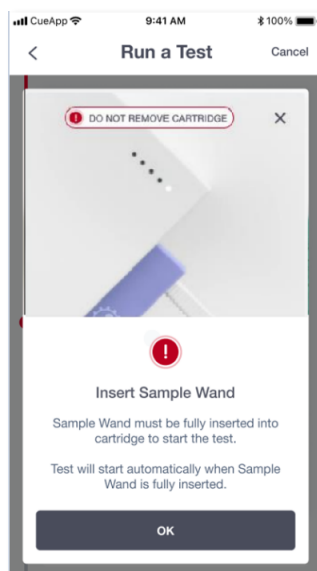 CueApp
9:41 AM
100%
Run a Test
Cancel
DO NOT REMOVE CARTRIDGE
Insert Sample Wand
Sample Wand must be fully inserted into
cartridge to start the test.
Test will start automatically when Sample
Wand is fully inserted.
OK